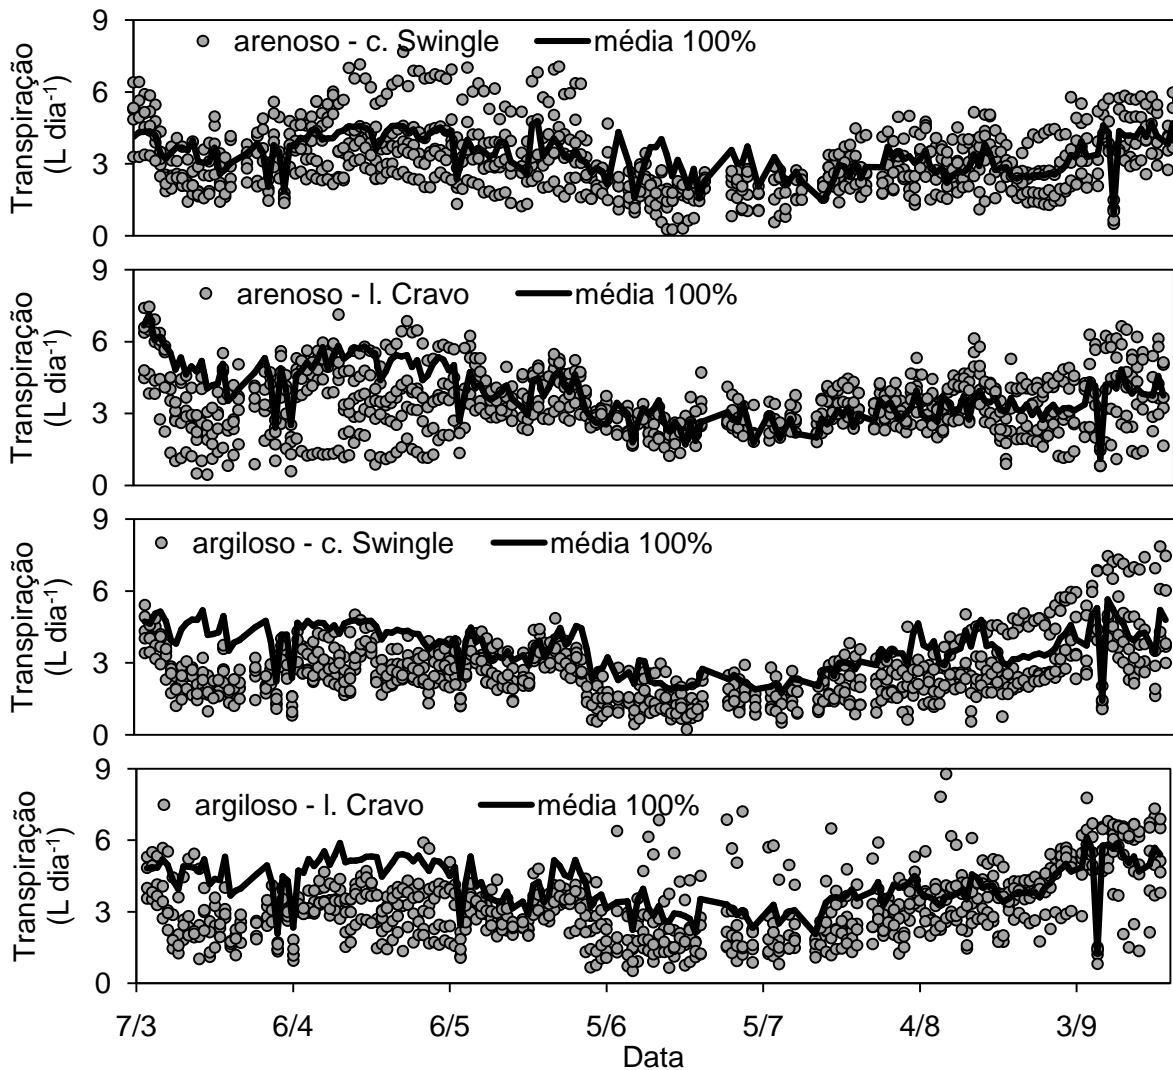 9
6
3
0
Transpiração
(L dia⁻¹)
arenoso - c. Swingle média 100%
9
6
3
0
Transpiração
(L dia⁻¹)
arenoso - l. Cravo média 100%
9
6
3
0
Transpiração
(L dia⁻¹)
argiloso - c. Swingle média 100%
9
6
3
0
Transpiração
(L dia⁻¹)
argiloso - l. Cravo média 100%
7/3 6/4 6/5 5/6 5/7 4/8 3/9
Data